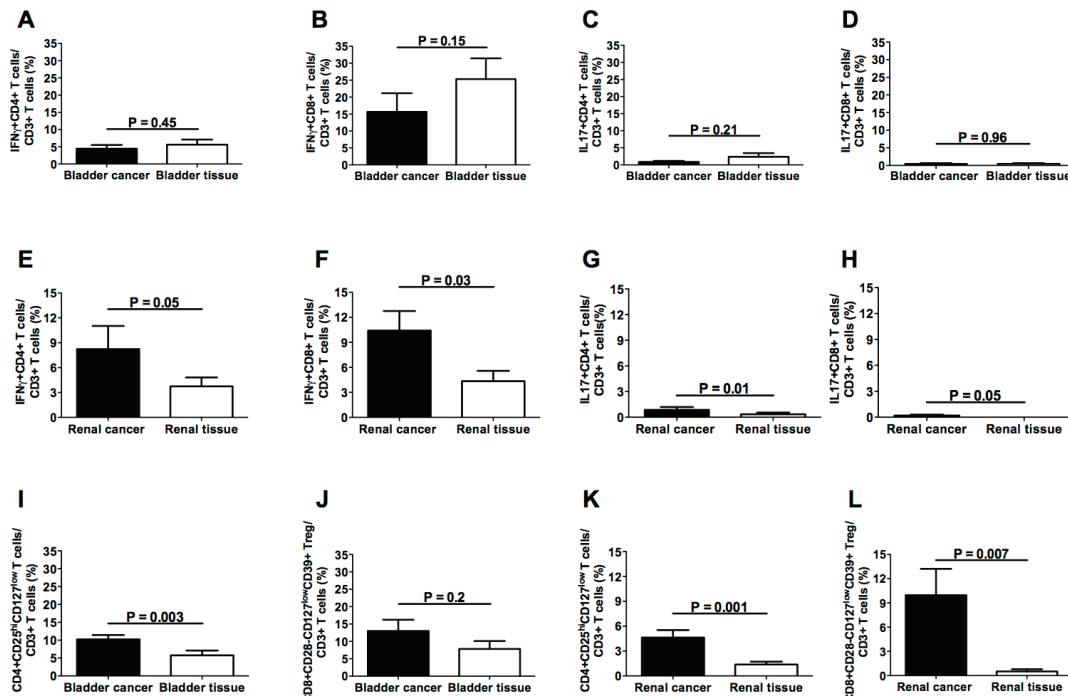 A
B
C
D
IFNγ+CD4+ T cells/
CD3+ T cells (%)
35
30
25
20
15
10
5
0
P = 0.45
Bladder cancer Bladder tissue
IFNγ+CD8+ T cells/
CD3+ T cells (%)
35
30
25
20
15
10
5
0
P = 0.15
Bladder cancer Bladder tissue
IL17+CD4+ T cells/
CD3+ T cells (%)
35
30
25
20
15
10
5
0
P = 0.21
Bladder cancer Bladder tissue
IL17+CD8+ T cells/
CD3+ T cells (%)
35
30
25
20
15
10
5
0
P = 0.96
Bladder cancer Bladder tissue
E
F
G
H
IFNγ+CD4+ T cells/
CD3+ T cells (%)
15
12
9
6
3
0
P = 0.05
Renal cancer Renal tissue
IFNγ+CD8+ T cells/
CD3+ T cells (%)
15
12
9
6
3
0
P = 0.03
Renal cancer Renal tissue
IL17+CD4+ T cells/
CD3+ T cells(%)
15
12
9
6
3
0
P = 0.01
Renal cancer Renal tissue
IL17+CD8+ T cells/
CD3+ T cells (%)
15
12
9
6
3
0
P = 0.05
Renal cancer Renal tissue
I
J
K
L
CD4+CD25hiCD127low T cells/
CD3+ T cells (%)
35
30
25
20
15
10
5
0
P = 0.003
Bladder cancer Bladder tissue
CD8+CD28-CD127lowCD39+ Treg/
CD3+ T cells (%)
35
30
25
20
15
10
5
0
P = 0.2
Bladder cancer Bladder tissue
CD4+CD25hiCD127low T cells/
CD3+ T cells (%)
15
12
9
6
3
0
P = 0.001
Renal cancer Renal tissue
CD8+CD28-CD127lowCD39+ Treg/
CD3+ T cells (%)
15
12
9
6
3
0
P = 0.007
Renal cancer Renal tissue